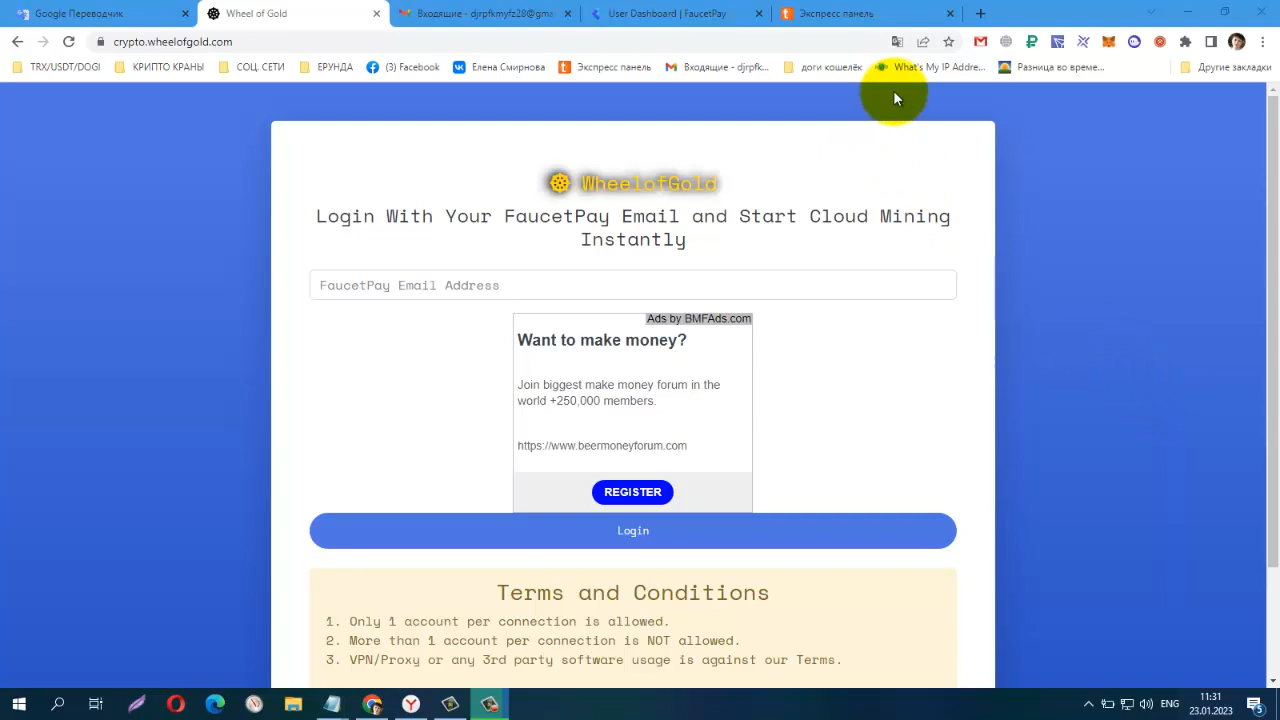 Google Переводчик
Wheel of Gold
Входящие - djrpfkmyfz28@gma
User Dashboard | FaucetPay
Экспресс панель
crypto.wheelofgold.com
TRX/USDT/DOGI
КРИПТО КРАНЫ
СОЦ. СЕТИ
ЕРУНДА
Facebook
Елена Смирнова
Экспресс панель
Входящие - djrpfk...
доги кошелёк
What's My IP Addre...
Разница во време...
Другие закладки
WheelofGold
Login With Your FaucetPay Email and Start Cloud Mining
Instantly
FaucetPay Email Address
Ads by BMFAds.com
Want to make money?
Join biggest make money forum in the
world +250,000 members.
https://www.beermoneyforum.com
REGISTER
Login
Terms and Conditions
1. Only 1 account per connection is allowed.
2. More than 1 account per connection is NOT allowed.
3. VPN/Proxy or any 3rd party software usage is against our Terms.
ENG
11:31
23.01.2023
5